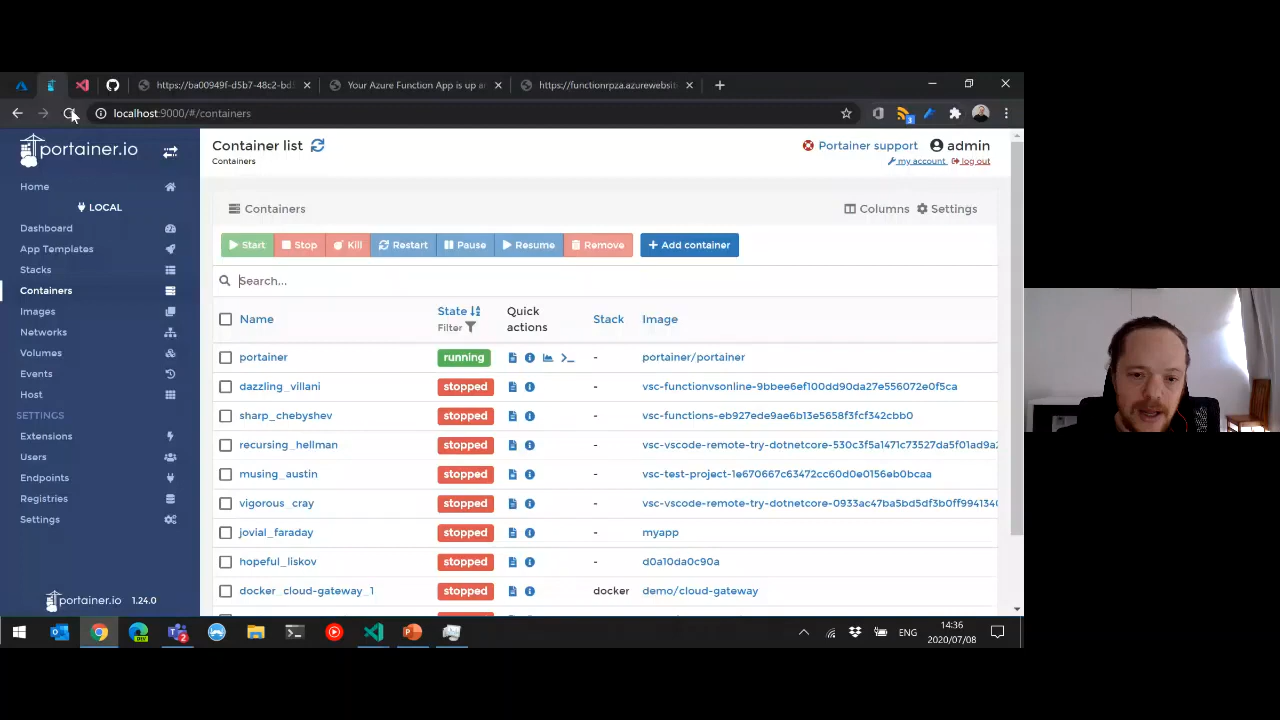 https://ba00949f-d5b7-48c2-bd
Your Azure Function App is up a
https://functionrpza.azurewebsit
localhost:9000/#/containers
portainer.io
Home
LOCAL
Dashboard
App Templates
Stacks
Containers
Images
Networks
Volumes
Events
Host
SETTINGS
Extensions
Users
Endpoints
Registries
Settings
portainer.io 1.24.0
Container list
Containers
Portainer support admin
my account log out
Containers
Columns Settings
Start Stop Kill Restart Pause Resume Remove Add container
Search...
Name State Filter Quick actions Stack Image
portainer running - portainer/portainer
dazzling_villani stopped - vsc-functionvsonline-9bbee6ef100dd90da27e556072e0f5ca
sharp_chebyshev stopped - vsc-functions-eb927ede9ae6b13e5658f3fcf342cbb0
recursing_hellman stopped - vsc-vscode-remote-try-dotnetcore-530c3f5a1471c73527da5f01ad9a2
musing_austin stopped - vsc-test-project-1e670667c63472cc60d0e0156eb0bcaa
vigorous_cray stopped - vsc-vscode-remote-try-dotnetcore-0933ac47ba5bd5df3b0ff9941340
jovial_faraday stopped - myapp
hopeful_liskov stopped - d0a10da0c90a
docker_cloud-gateway_1 stopped docker demo/cloud-gateway
ENG
14:36
2020/07/08